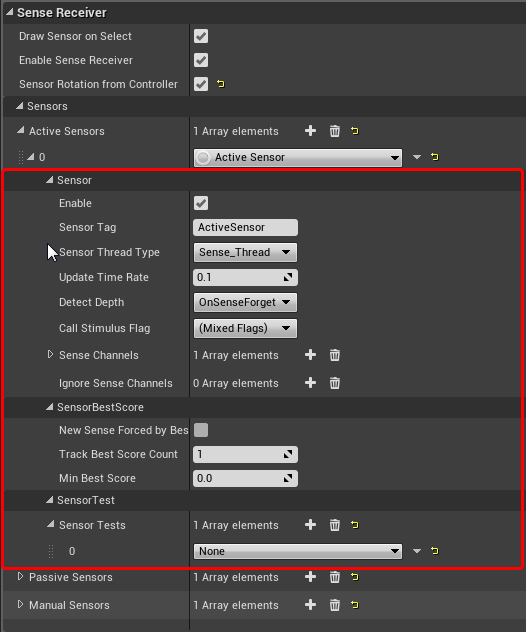 Sense Receiver
Draw Sensor on Select
Enable Sense Receiver
Sensor Rotation from Controller
Sensors
Active Sensors 1 Array elements
0 Active Sensor
Sensor
Enable
Sensor Tag ActiveSensor
Sensor Thread Type Sense_Thread
Update Time Rate 0.1
Detect Depth OnSenseForget
Call Stimulus Flag (Mixed Flags)
Sense Channels 1 Array elements
Ignore Sense Channels 0 Array elements
SensorBestScore
New Sense Forced by Bes
Track Best Score Count 1
Min Best Score 0.0
SensorTest
Sensor Tests 1 Array elements
0 None
Passive Sensors 1 Array elements
Manual Sensors 1 Array elements